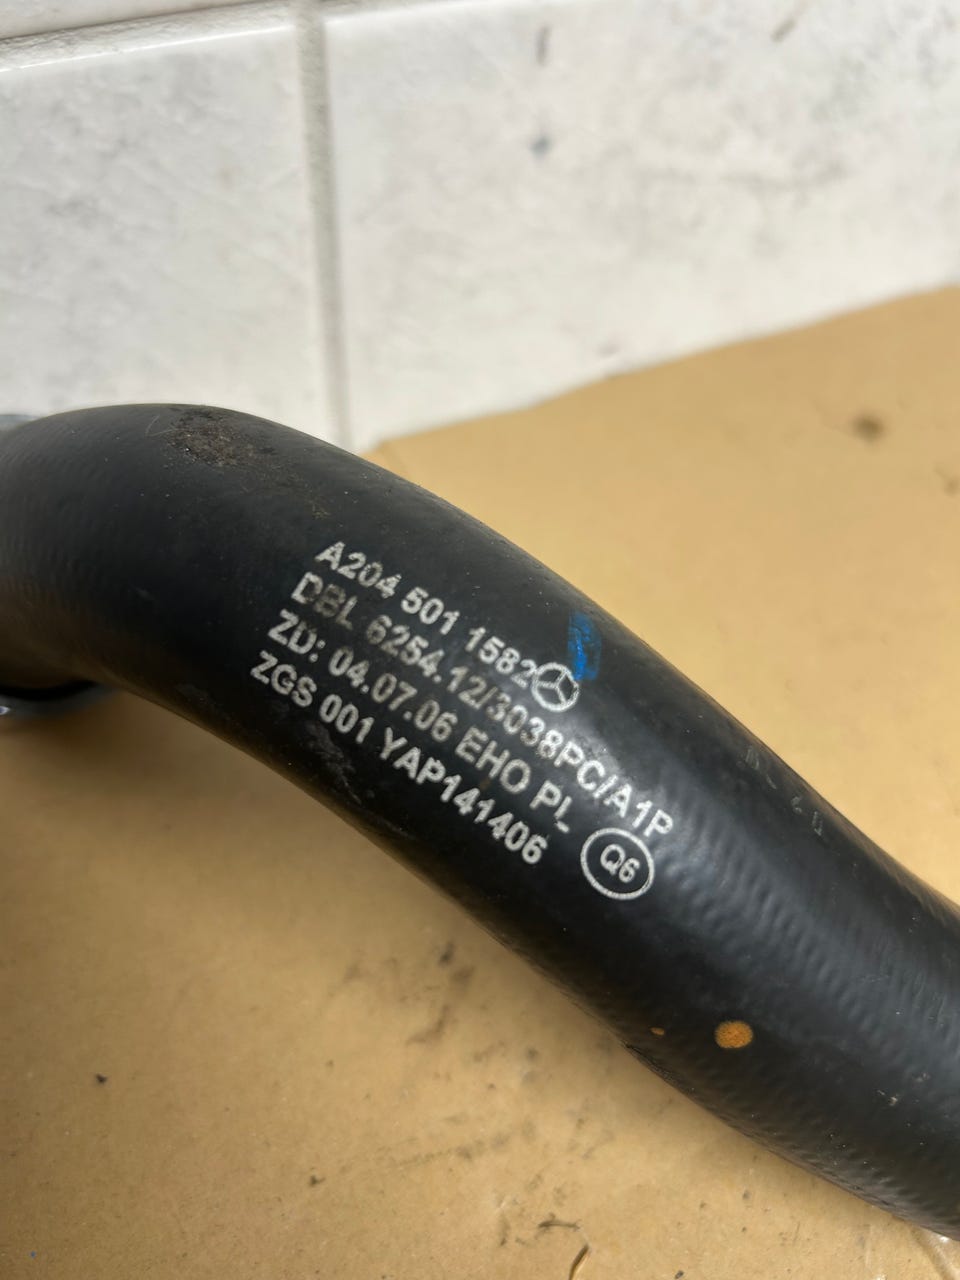 A204 501 1582
DBL 6254.12/3038PC/A1P
ZD: 04.07.06 EHO PL
ZGS 001 YAP141406
Q6